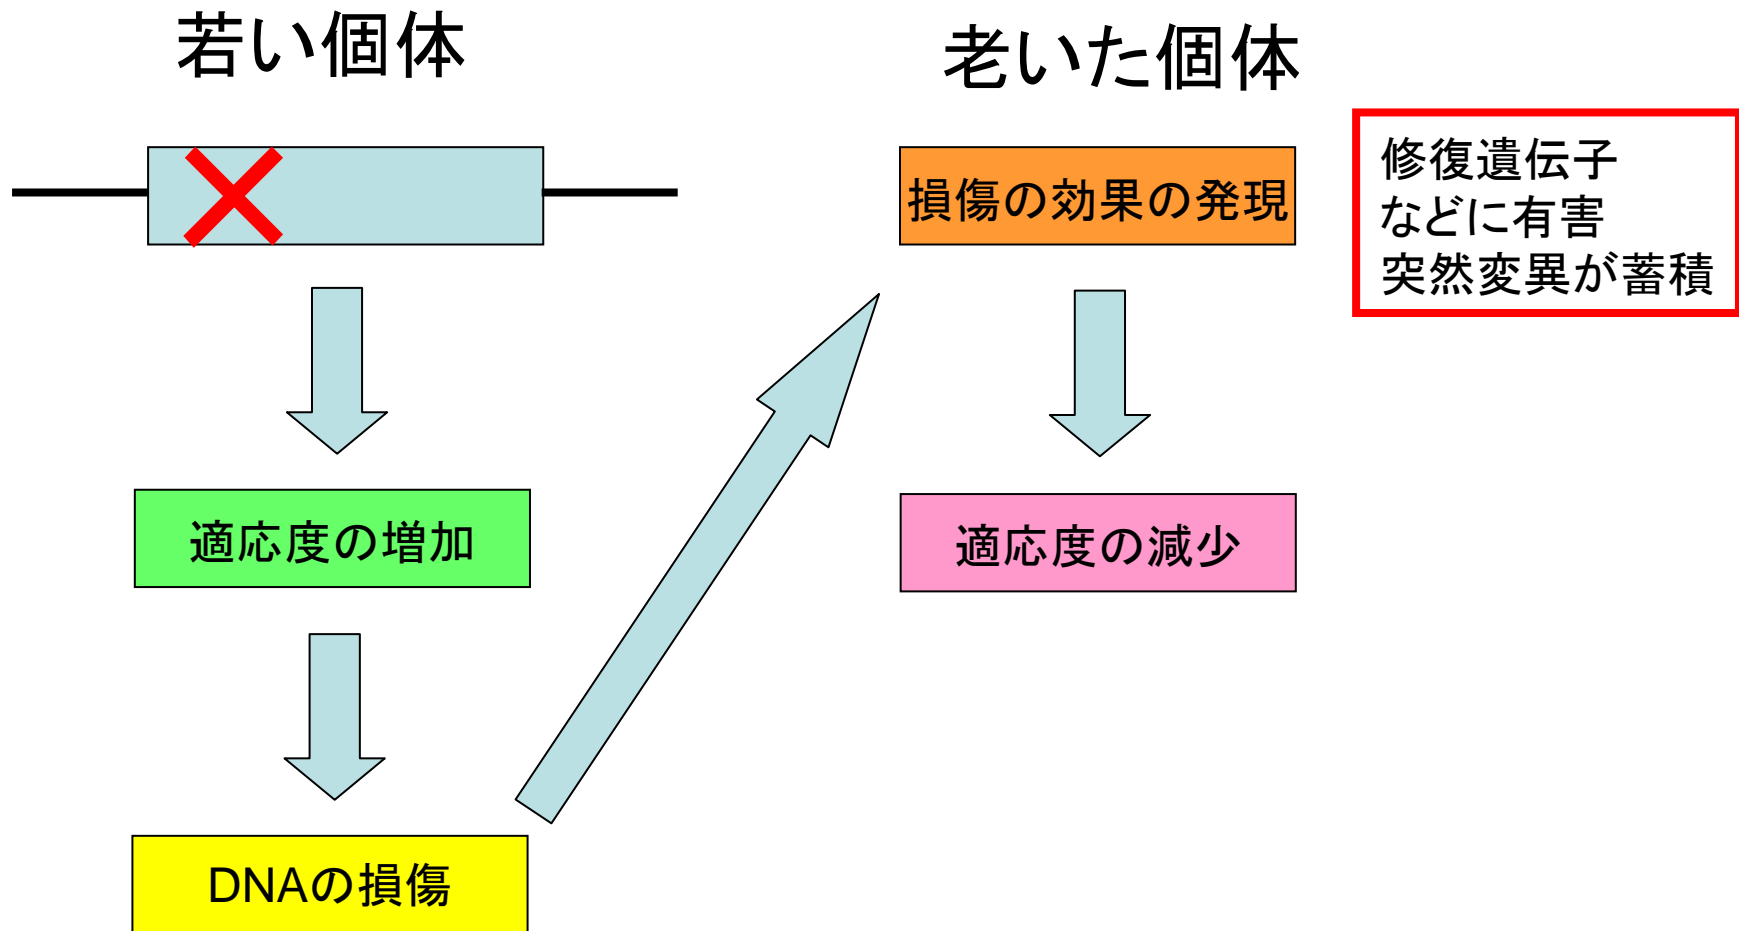 若い個体
老いた個体
損傷の効果の発現
修復遺伝子
などに有害
突然変異が蓄積
適応度の増加
適応度の減少
DNAの損傷